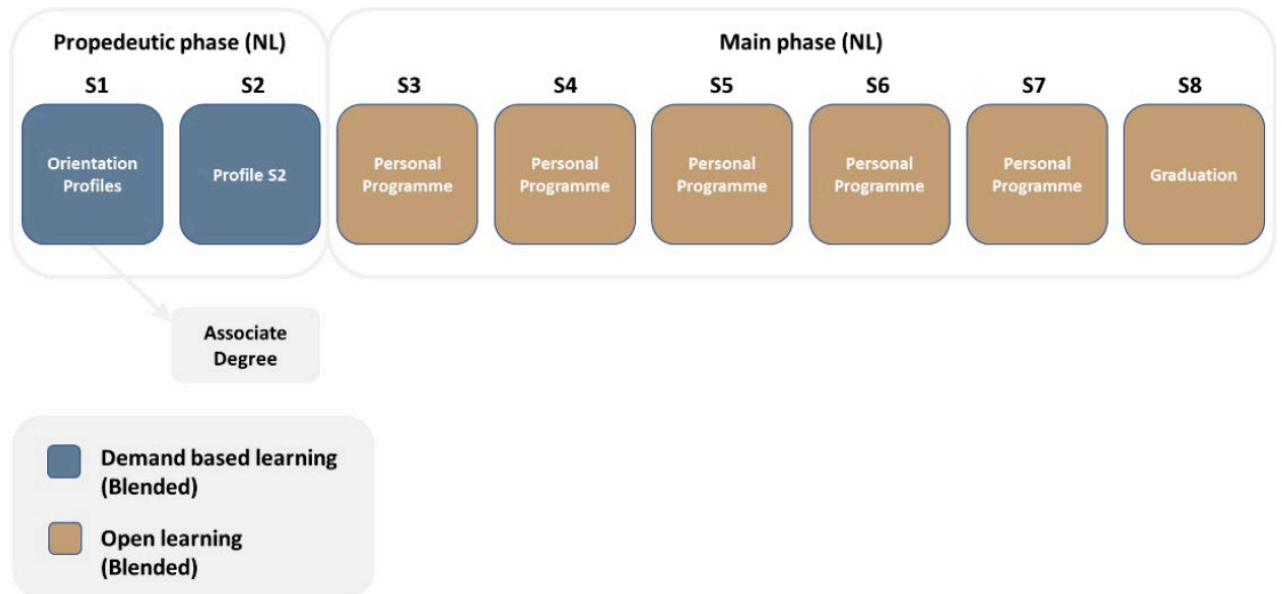 Propedeutic phase (NL)
Main phase (NL)
S1
S2
S3
S4
S5
S6
S7
S8
Orientation
Profiles
Profile S2
Personal
Programme
Personal
Programme
Personal
Programme
Personal
Programme
Personal
Programme
Graduation
Associate
Degree
Demand based learning
(Blended)
Open learning
(Blended)